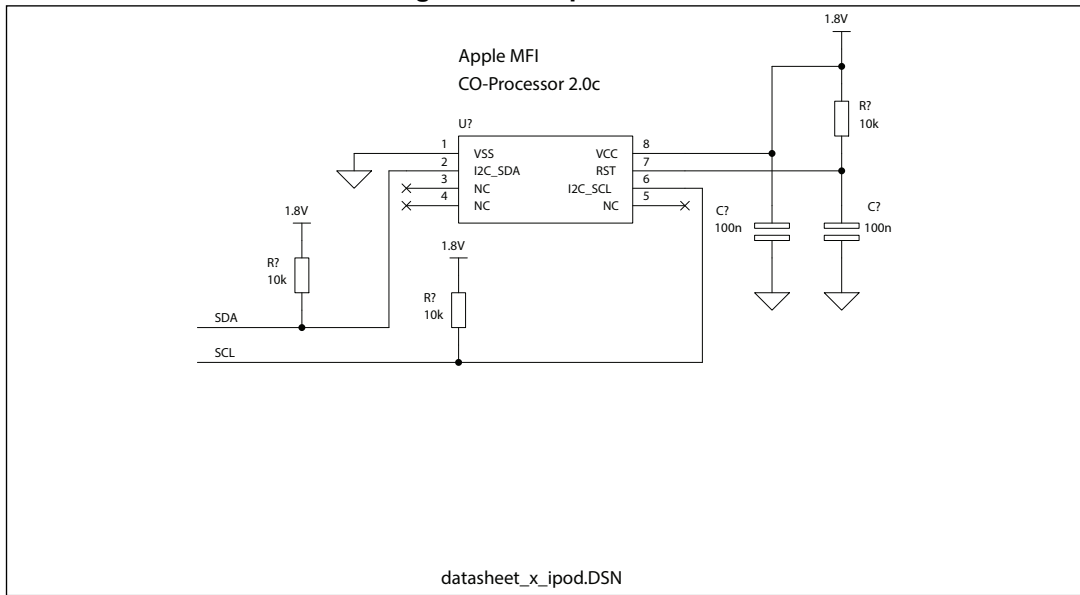 1.8V
Apple MFI
CO-Processor 2.0c
R?
10k
U?
1 VSS VCC 8
2 I2C_SDA RST 7
3 NC I2C_SCL 6
4 NC NC 5
C?
100n
C?
100n
1.8V
R?
10k
1.8V
R?
10k
SDA
SCL
datasheet_x_ipod.DSN